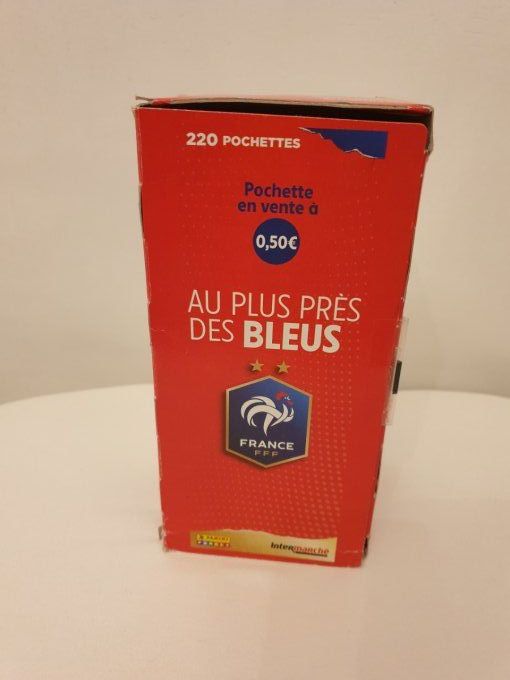 220 POCHETTES
Pochette
en vente à
0,50€
AU PLUS PRÈS
DES BLEUS
FRANCE
FFF
PANINI
Intermarché